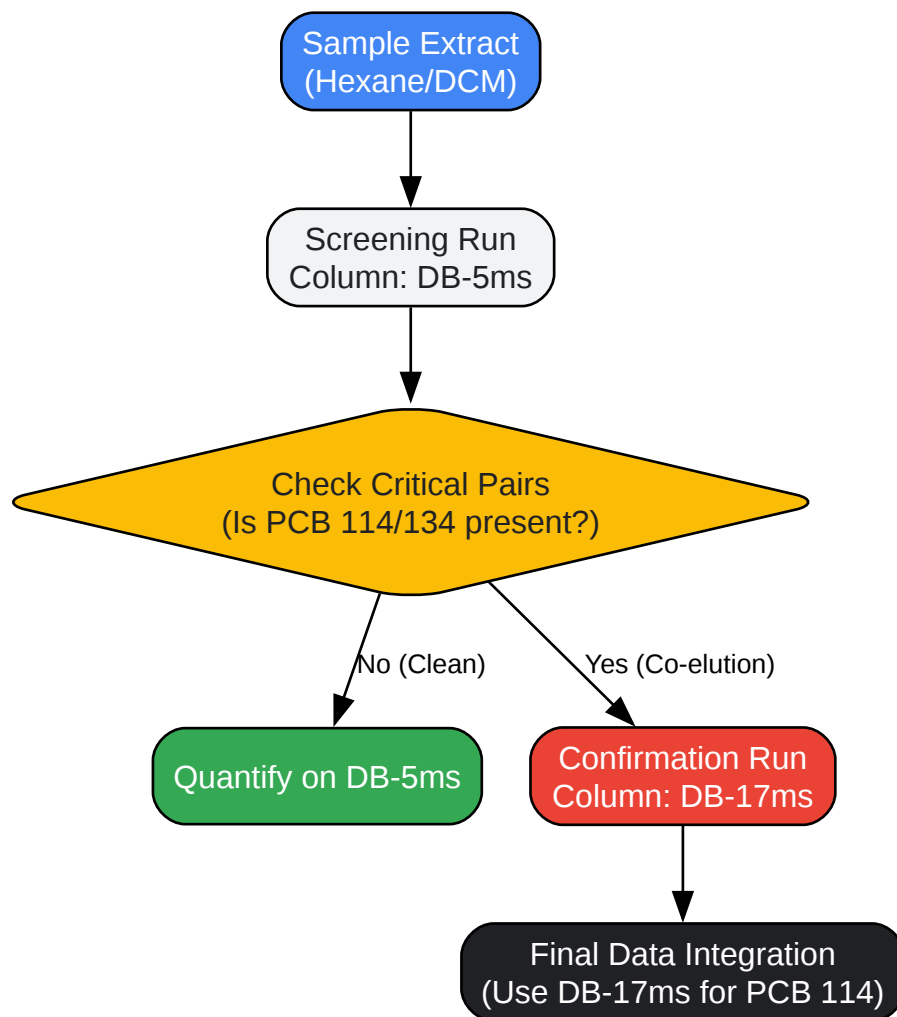 Sample Extract
(Hexane/DCM)
Screening Run
Column: DB-5ms
Check Critical Pairs
(Is PCB 114/134 present?)
No (Clean)
Yes (Co-elution)
Quantify on DB-5ms
Confirmation Run
Column: DB-17ms
Final Data Integration
(Use DB-17ms for PCB 114)